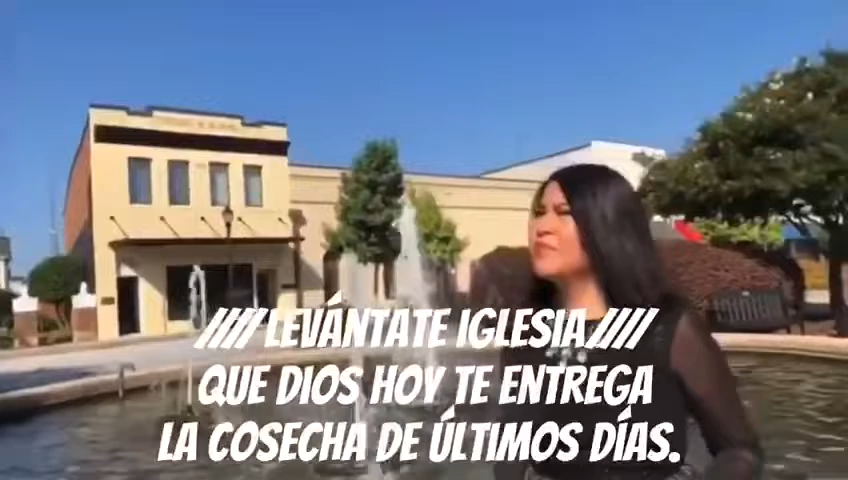 //// LEVÁNTATE IGLESIA ////
QUE DIOS HOY TE ENTREGA
LA COSECHA DE ÚLTIMOS DÍAS.